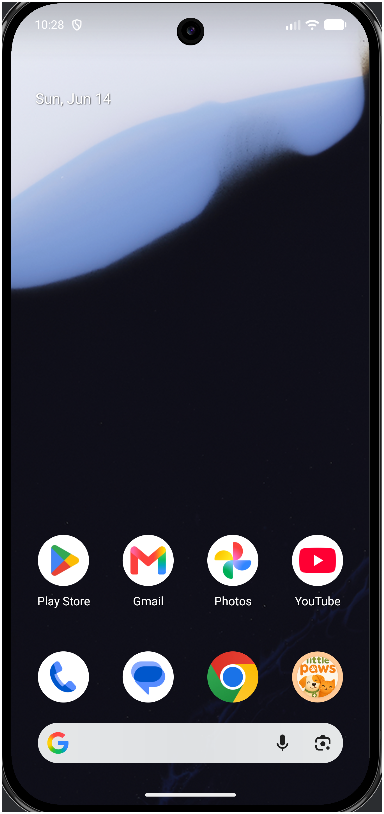 10:28
Sun, Jun 14
Play Store
Gmail
Photos
YouTube
little
paws